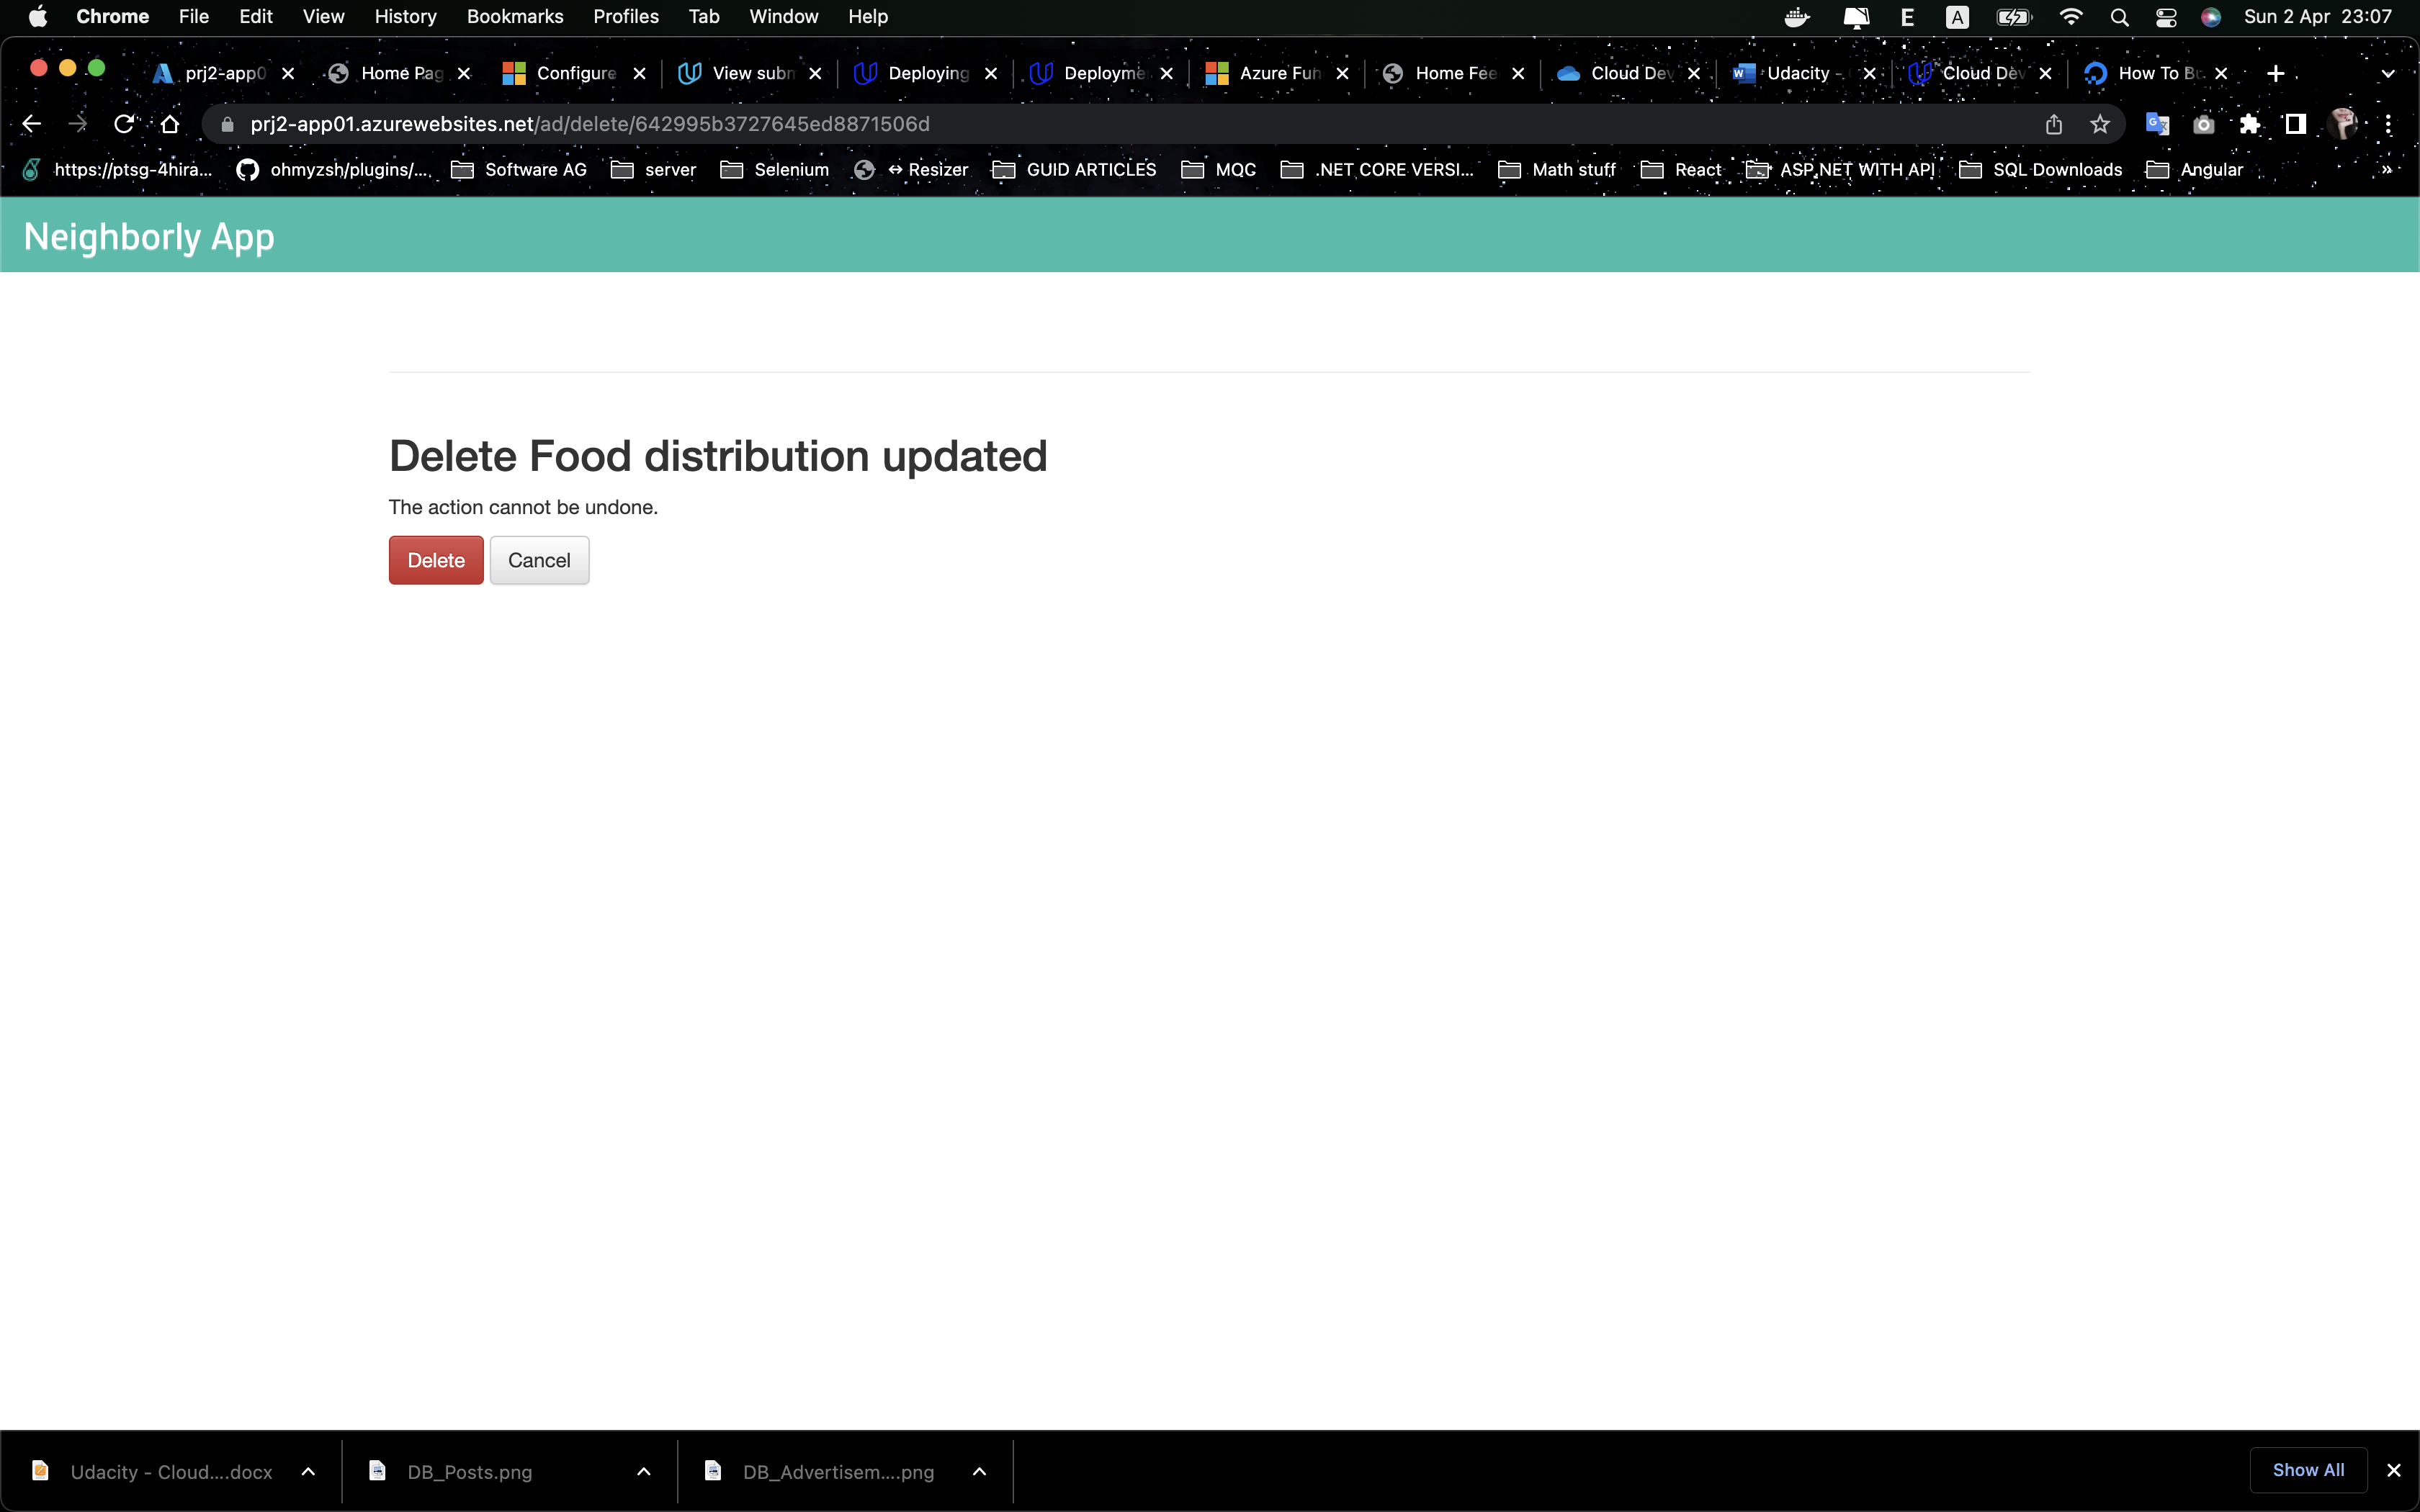 Chrome File Edit View History Bookmarks Profiles Tab Window Help E A Sun 2 Apr 23:07
prj2-app0 Home Pag Configure View subm Deploying Deployme Azure Fun Home Fee Cloud Dev Udacity - Cloud Dev How To Bu
prj2-app01.azurewebsites.net/ad/delete/642995b3727645ed8871506d
https://ptsg-4hira... ohmyzsh/plugins/... Software AG server Selenium ↔ Resizer GUID ARTICLES MQC .NET CORE VERSI... Math stuff React ASP.NET WITH API SQL Downloads Angular »
Neighborly App
Delete Food distribution updated
The action cannot be undone.
Delete Cancel
Udacity - Cloud....docx DB_Posts.png DB_Advertisem....png Show All